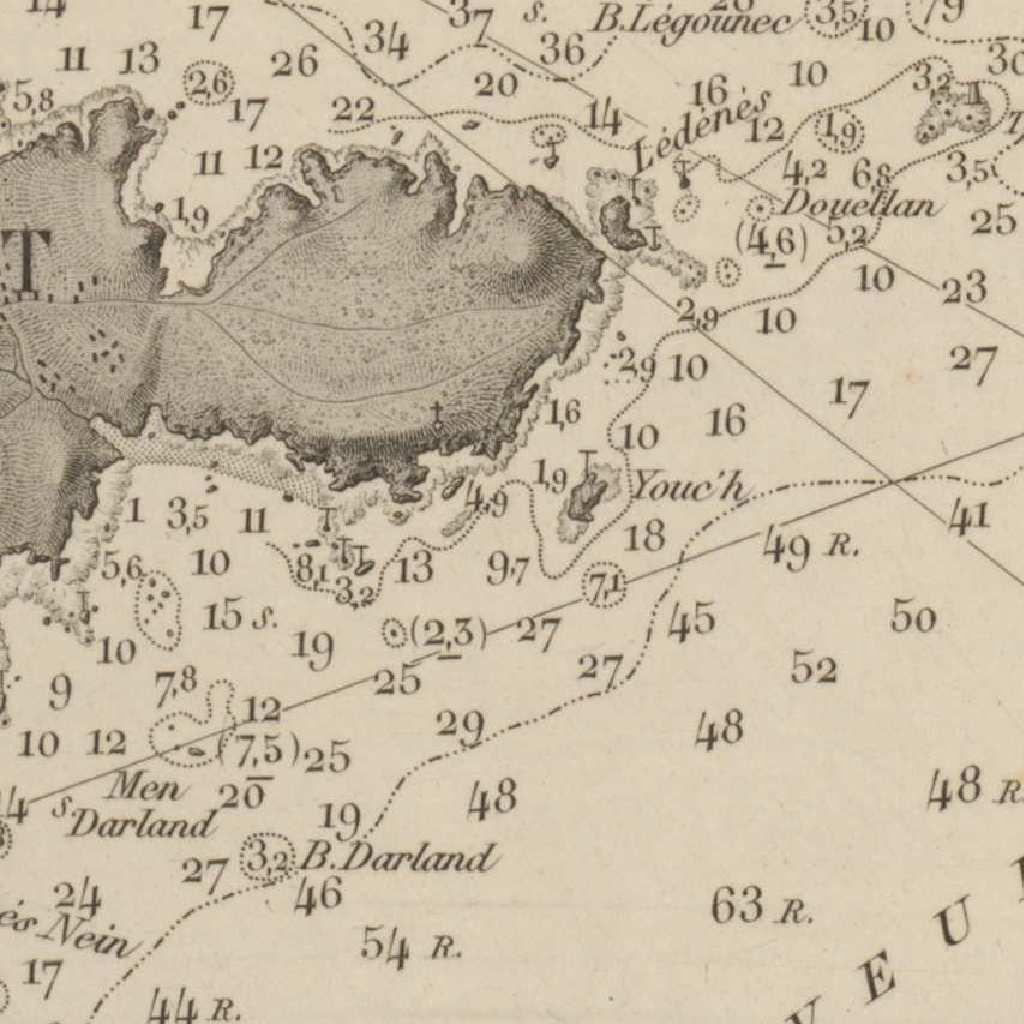 14 17 37 s. 20 3,5 79
B. Légounec 10
34 36 30
11 13 2,6 26 10 3,2
5,8 20 16
17 22 14 12 1,9
Lédénès
11 12 4,2 6,8 3,5
1,9 Douellan 25
T (4,6) 5,2
10 23
2,9 10
2,9 10 27
17
1,6 16
10
1,9 Youc'h
4,9
1 3,5 11 18 41
49 R.
5,6 10 8,1 13 9,7 7,1
3,2
15 s. 45 50
10 19 (2,3) 27
27 52
9 7,8 25
12 29 48
10 12 (7,5) 25
Men 20 48 48 R.
s Darland 19
27 3,2 B. Darland
24 46 63 R.
és Nein 54 R. U
17 E
44 R. V